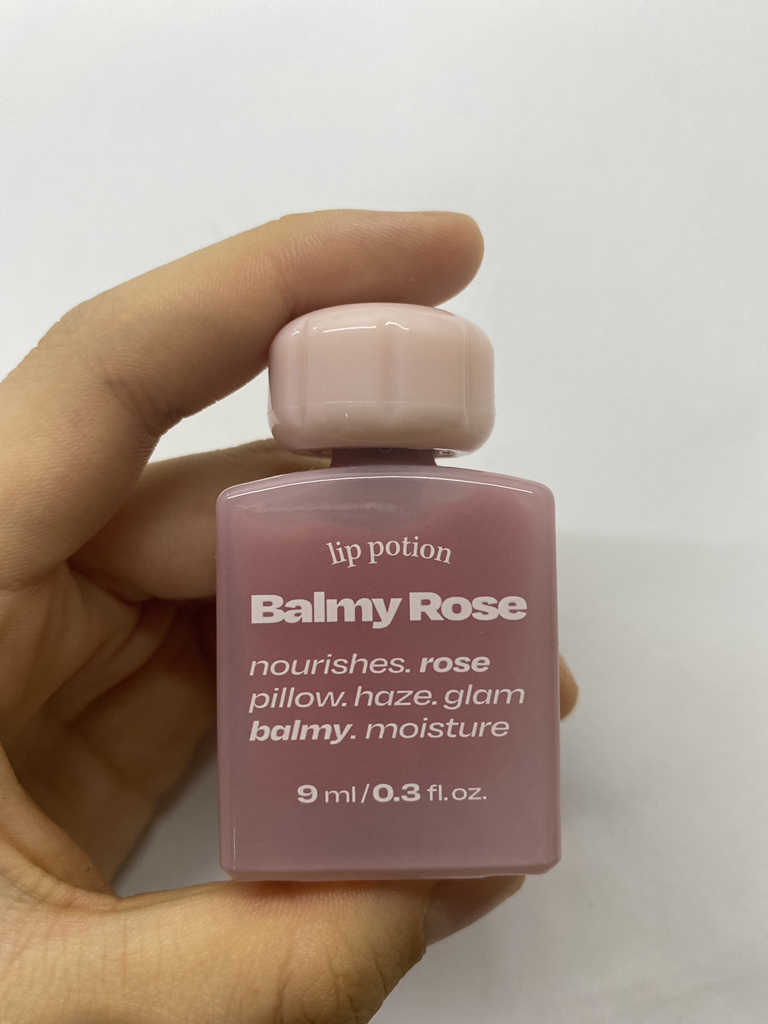 lip potion
Balmy Rose
nourishes. rose
pillow. haze. glam
balmy. moisture
9 ml/0.3 fl. oz.